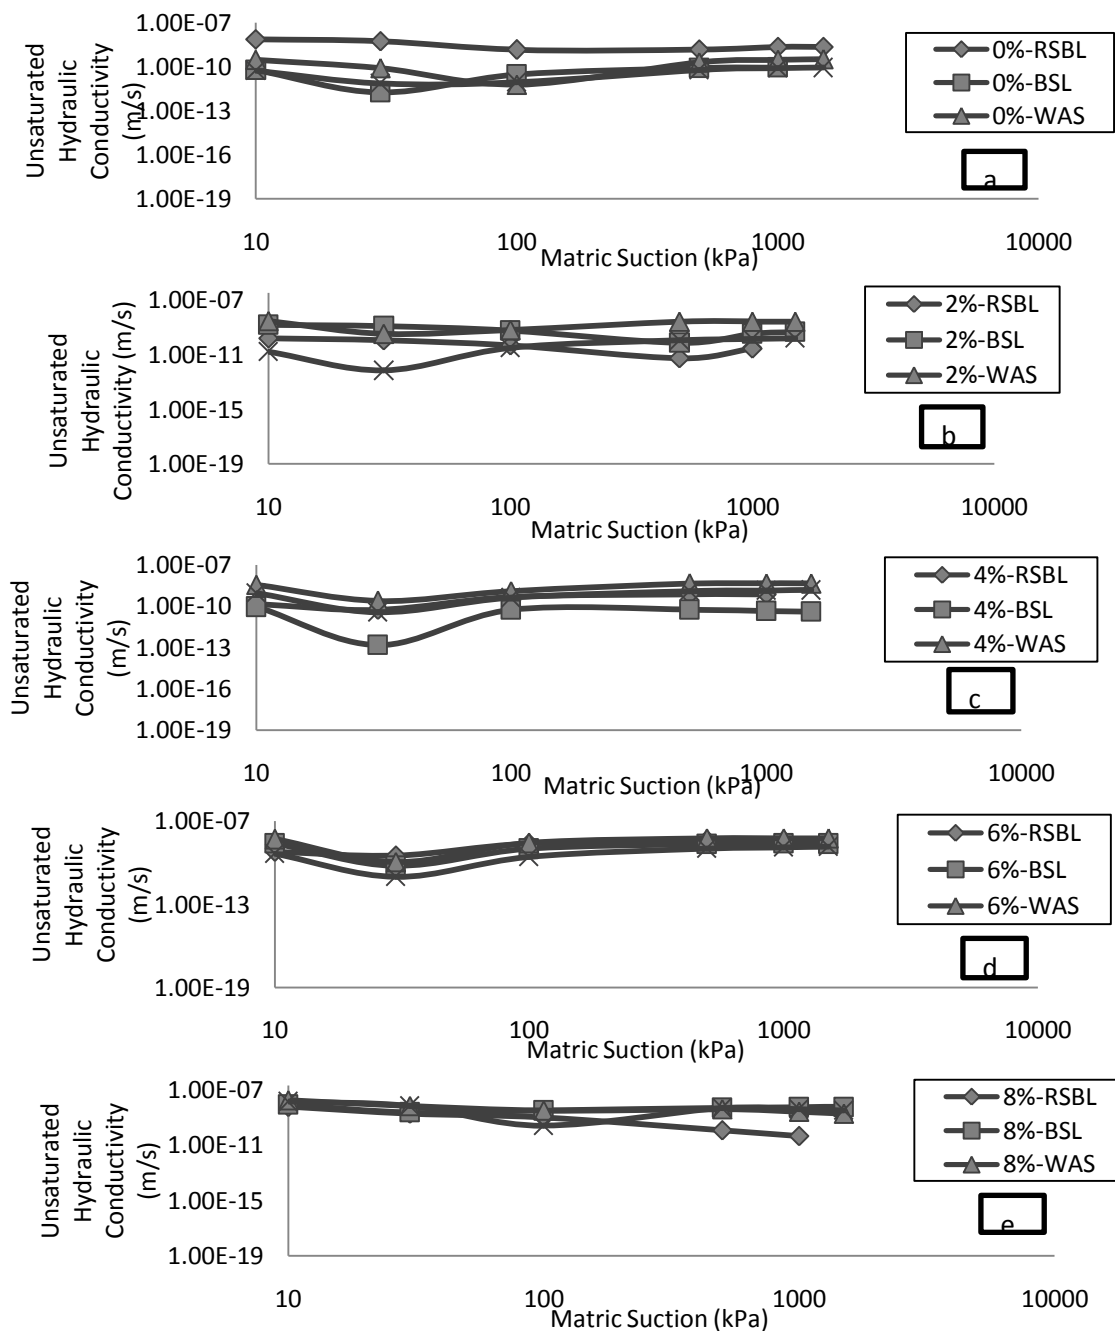 Unsaturated
Hydraulic
Conductivity
(m/s)
1.00E-07
1.00E-10
1.00E-13
1.00E-16
1.00E-19
10
100
1000
10000
Matric Suction (kPa)
0%-RSBL
0%-BSL
0%-WAS
a
Unsaturated
Hydraulic
Conductivity (m/s)
1.00E-07
1.00E-11
1.00E-15
1.00E-19
10
100
1000
10000
Matric Suction (kPa)
2%-RSBL
2%-BSL
2%-WAS
b
Unsaturated
Hydraulic
Conductivity
(m/s)
1.00E-07
1.00E-10
1.00E-13
1.00E-16
1.00E-19
10
100
1000
10000
Matric Suction (kPa)
4%-RSBL
4%-BSL
4%-WAS
c
Unsaturated
Hydraulic
Conductivity
(m/s)
1.00E-07
1.00E-13
1.00E-19
10
100
1000
10000
Matric Suction (kPa)
6%-RSBL
6%-BSL
6%-WAS
d
Unsaturated
Hydraulic
Conductivity
(m/s)
1.00E-07
1.00E-11
1.00E-15
1.00E-19
10
100
1000
10000
Matric Suction (kPa)
8%-RSBL
8%-BSL
8%-WAS
e